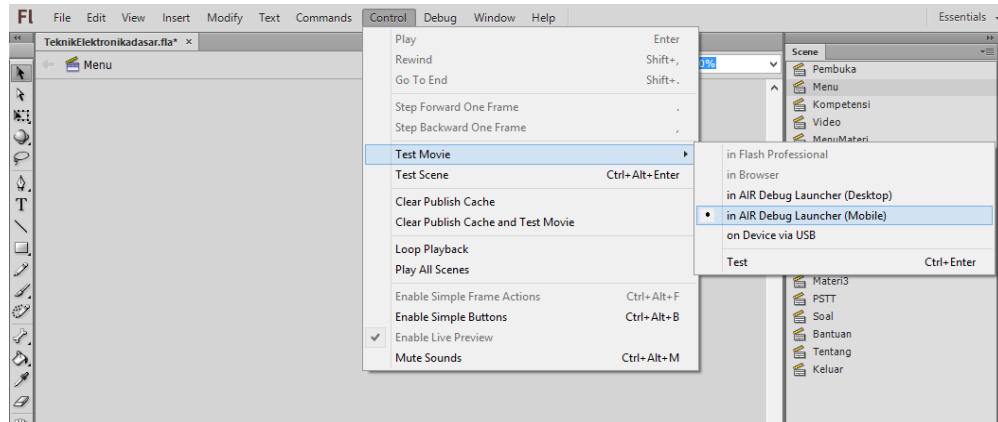 Fl File Edit View Insert Modify Text Commands Control Debug Window Help Essentials
TeknikElektronikadasar.fla* ×
Menu
Play Enter
Rewind Shift+,
Go To End Shift+.
Step Forward One Frame .
Step Backward One Frame ,
Test Movie
Test Scene Ctrl+Alt+Enter
Clear Publish Cache
Clear Publish Cache and Test Movie
Loop Playback
Play All Scenes
Enable Simple Frame Actions Ctrl+Alt+F
Enable Simple Buttons Ctrl+Alt+B
Enable Live Preview
Mute Sounds Ctrl+Alt+M
in Flash Professional
in Browser
in AIR Debug Launcher (Desktop)
in AIR Debug Launcher (Mobile)
on Device via USB
Test Ctrl+Enter
0%
Scene
Pembuka
Menu
Kompetensi
Video
MenuMateri
Materi3
PSTT
Soal
Bantuan
Tentang
Keluar